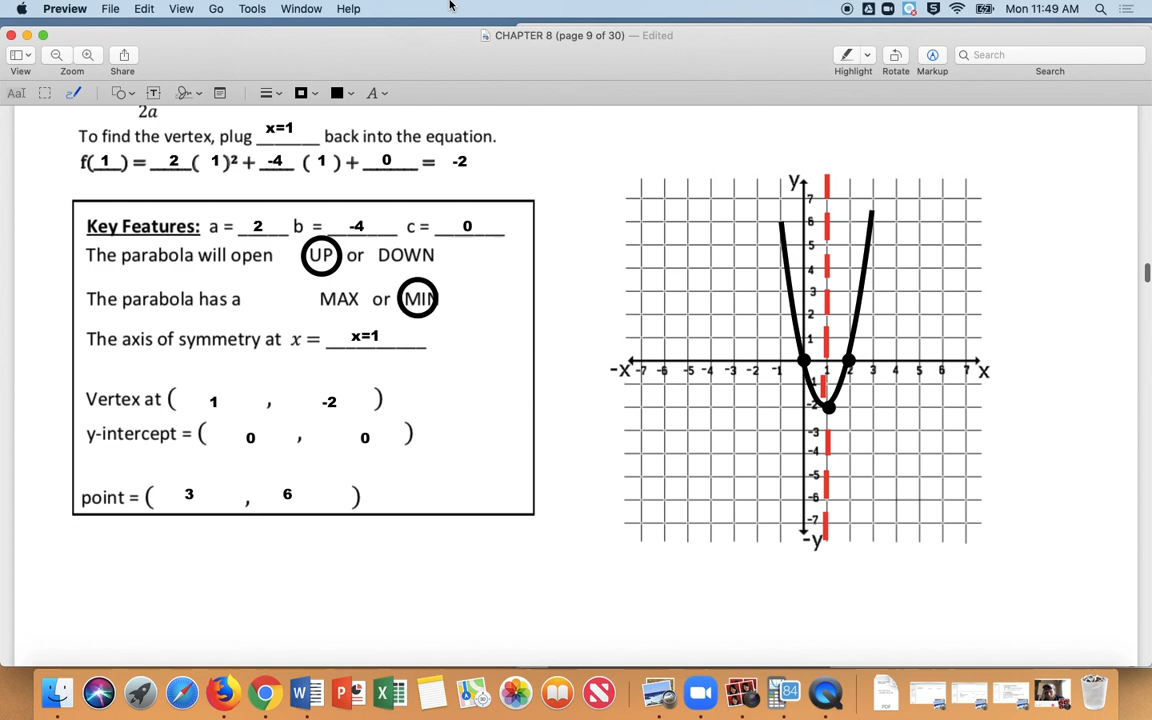 Preview File Edit View Go Tools Window Help Mon 11:49 AM
CHAPTER 8 (page 9 of 30) — Edited
Search
View Zoom Share Highlight Rotate Markup Search
AaI T A
2a
To find the vertex, plug x=1 back into the equation.
f( 1 ) = 2 ( 1)² + -4 ( 1 ) + 0 = -2
Key Features: a = 2 b = -4 c = 0
The parabola will open UP or DOWN
The parabola has a MAX or MIN
The axis of symmetry at x = x=1
Vertex at ( 1 , -2 )
y-intercept = ( 0 , 0 )
point = ( 3 , 6 )
y
7
6
5
4
3
2
1
-x -7 -6 -5 -4 -3 -2 -1 1 2 3 4 5 6 7 x
-1
-2
-3
-4
-5
-6
-7
-y
84
PDF